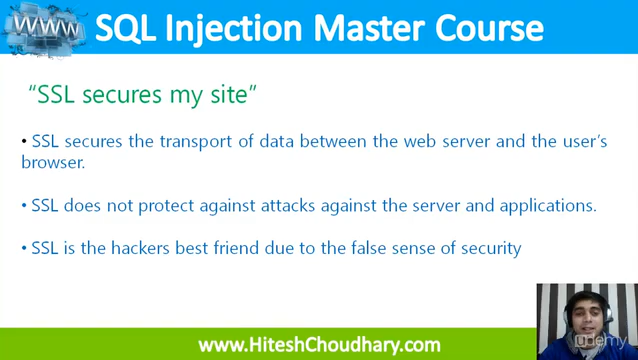 www
SQL Injection Master Course
“SSL secures my site”
• SSL secures the transport of data between the web server and the user’s
browser.
• SSL does not protect against attacks against the server and applications.
• SSL is the hackers best friend due to the false sense of security
udemy
www.HiteshChoudhary.com